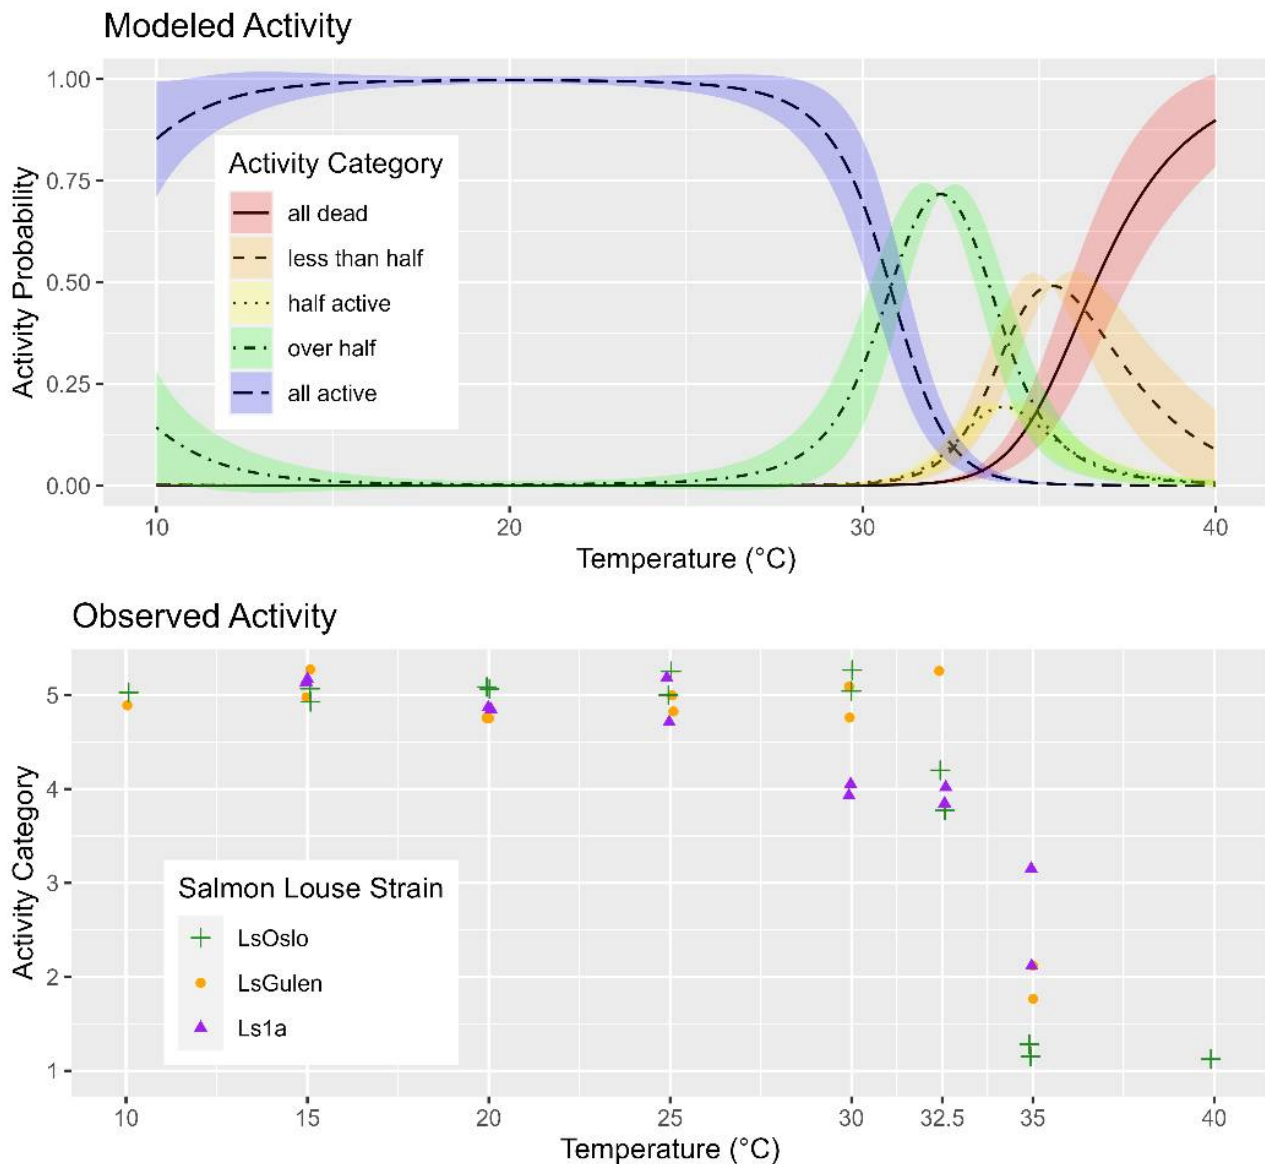 Modeled Activity
1.00
0.75
0.50
0.25
0.00
Activity Probability
Activity Category
all dead
less than half
half active
over half
all active
10
20
30
40
Temperature (°C)
Observed Activity
5
4
3
2
1
Activity Category
Salmon Louse Strain
LsOslo
LsGulen
Ls1a
10
15
20
25
30
32.5
35
40
Temperature (°C)